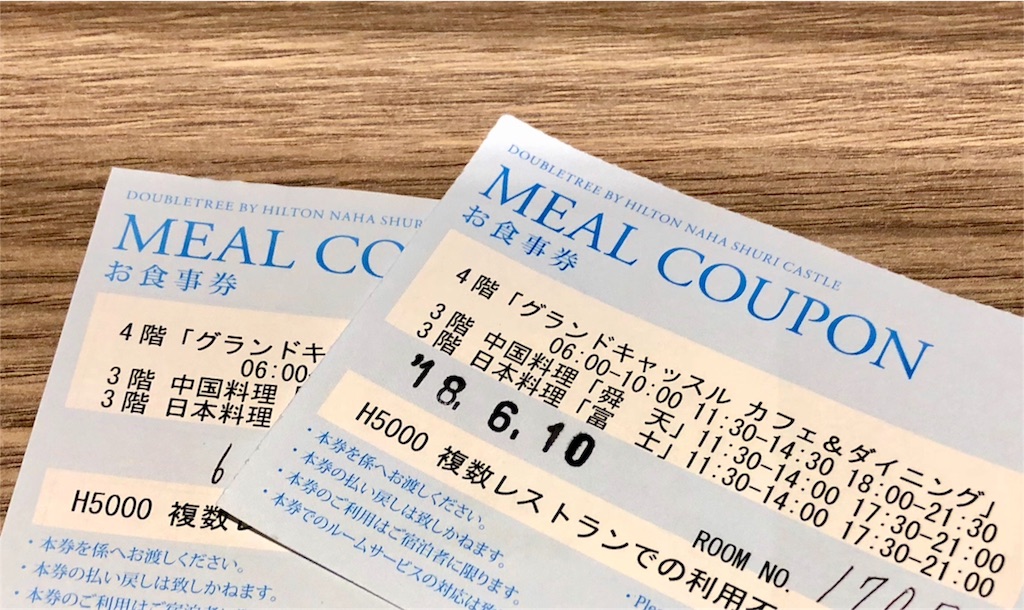 DOUBLETREE BY HILTON NAHA SHURI
MEAL CO
お食事券
4階「グランドキャ
06:00-
3階 中国料理
3階 日本料理
6
H5000 複数
・本券を係へお渡しください。
・本券の払い戻しは致しかねます。
・本券のご利用はご宿泊者に限
DOUBLETREE BY HILTON NAHA SHURI CASTLE
MEAL COUPON
お食事券
4階「グランドキャッスル カフェ&ダイニング」
06:00-10:00 11:30-14:30 18:00-21:30
3階 中国料理「舜 天」11:30-14:00 17:30-21:00
3階 日本料理「富 士」11:30-14:00 17:30-21:00
'18. 6. 10
H5000 複数レストランでの利用不
ROOM NO. 170
・本券を係へお渡しください。
・本券の払い戻しは致しかねます。
・本券のご利用はご宿泊者に限ります。
・本券でのルームサービスの対応は致
・Please